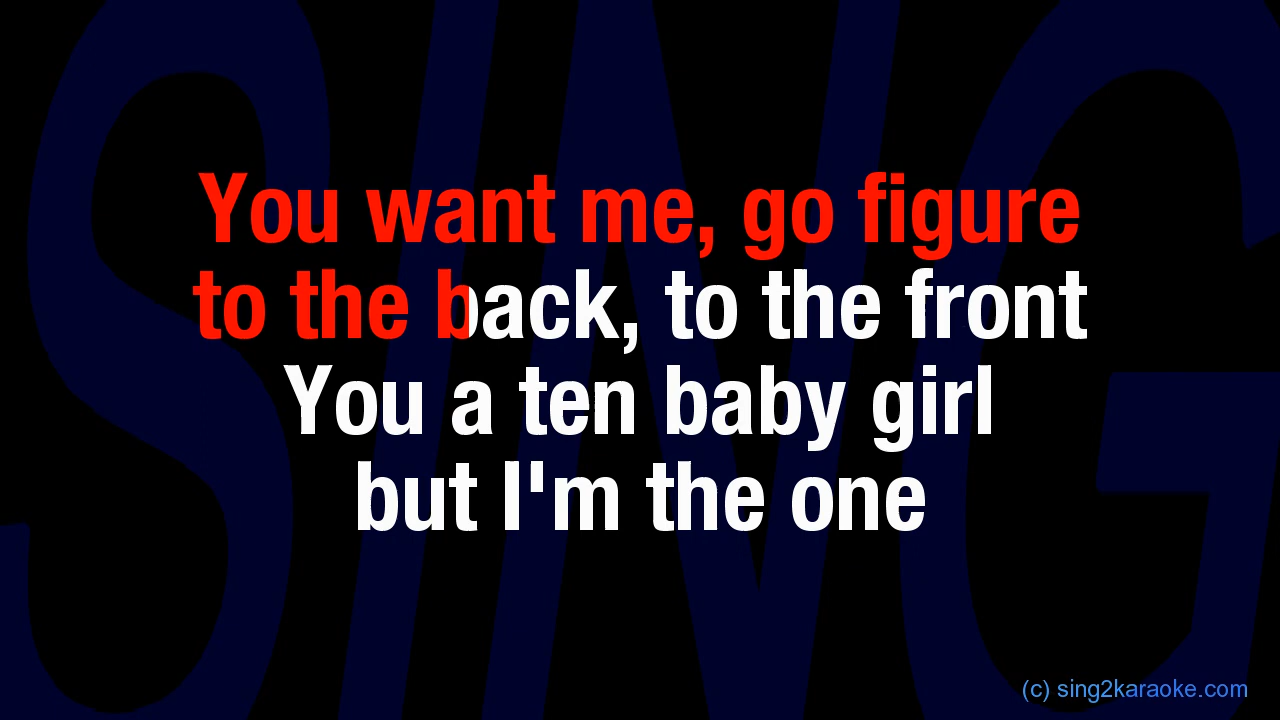 SING
You want me, go figure
to the back, to the front
You a ten baby girl
but I'm the one
(c) sing2karaoke.com